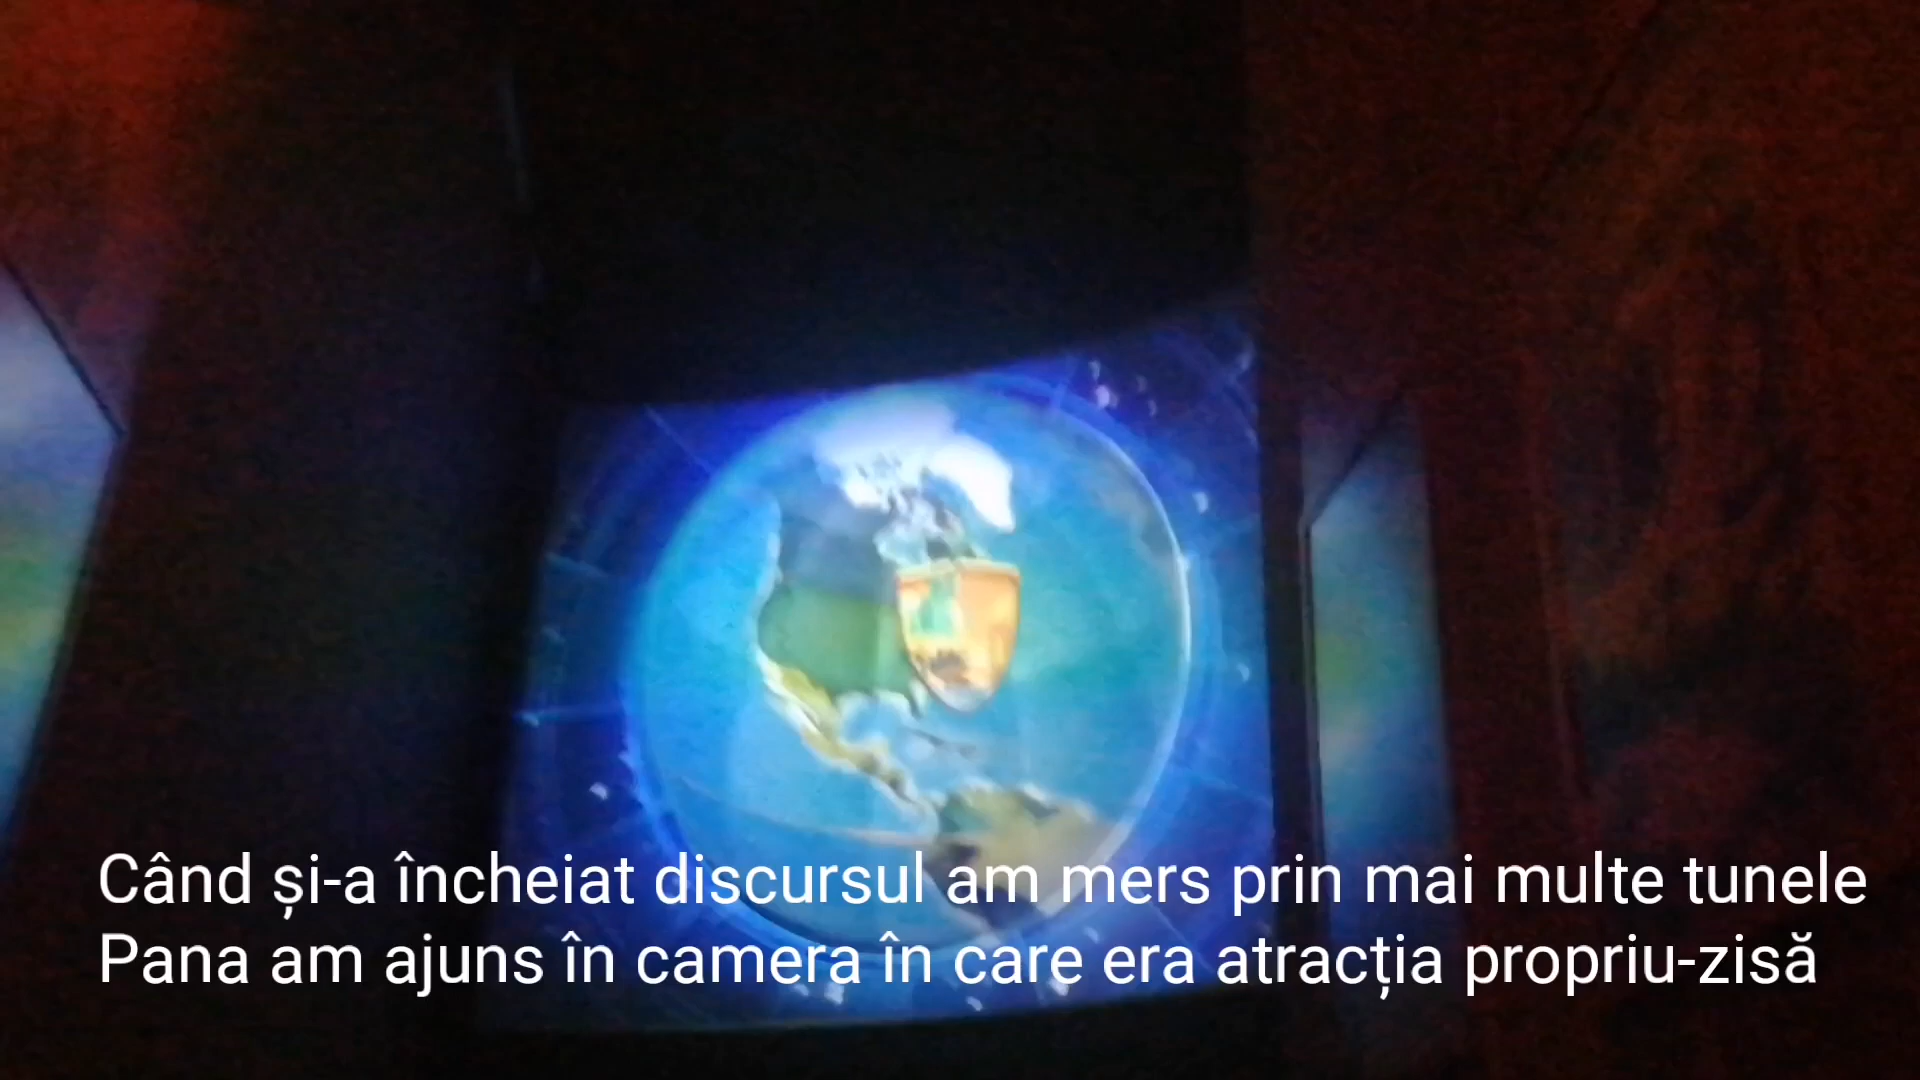 Când și-a încheiat discursul am mers prin mai multe tunele
Pana am ajuns în camera în care era atracția propriu-zisă